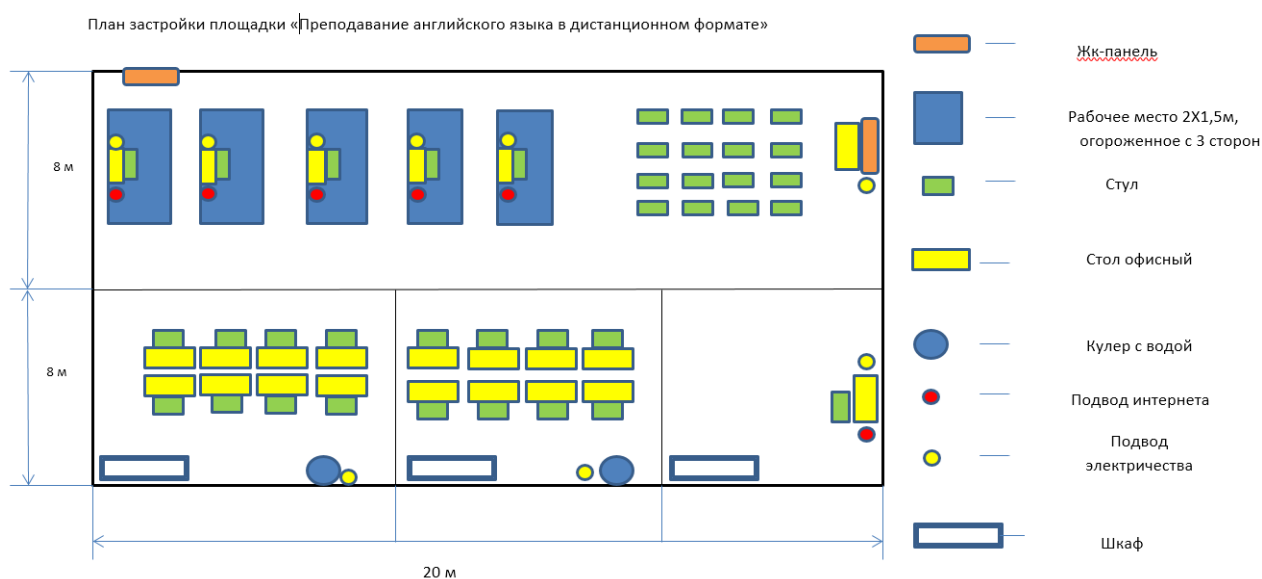 План застройки площадки «Преподавание английского языка в дистанционном формате»
Жк-панель
Рабочее место 2Х1,5м,
огороженное с 3 сторон
8 м
Стул
Стол офисный
Кулер с водой
8 м
Подвод интернета
Подвод
электричества
Шкаф
20 м